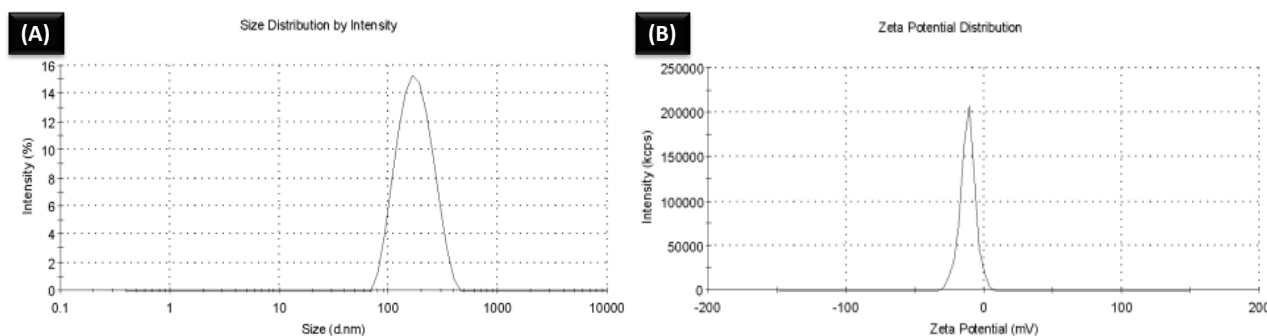 (A)
Size Distribution by Intensity
Intensity (%)
16
14
12
10
8
6
4
2
0
0.1 1 10 100 1000 10000
Size (d.nm)
(B)
Zeta Potential Distribution
Intensity (kcps)
250000
200000
150000
100000
50000
0
-200 -100 0 100 200
Zeta Potential (mV)